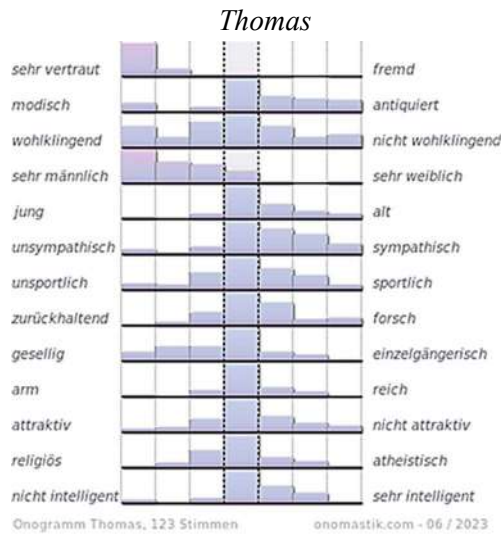 Thomas
sehr vertraut fremd
modisch antiquiert
wohlklingend nicht wohlklingend
sehr männlich sehr weiblich
jung alt
unsympathisch sympathisch
unsportlich sportlich
zurückhaltend forsch
gesellig einzelgängerisch
arm reich
attraktiv nicht attraktiv
religiös atheistisch
nicht intelligent sehr intelligent
Onogramm Thomas, 123 Stimmen onomastik.com - 06 / 2023